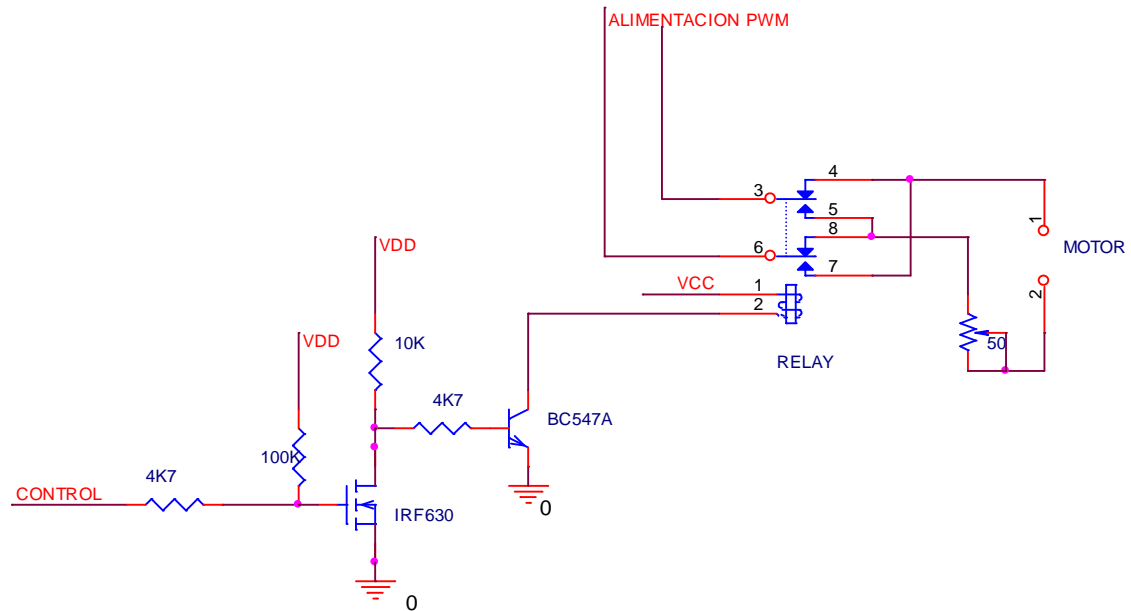 ALIMENTACION PWM
3
4
5
8
6
7
1
MOTOR
VDD
VCC
1
2
2
VDD
10K
50
RELAY
4K7
BC547A
100K
4K7
CONTROL
0
IRF630
0